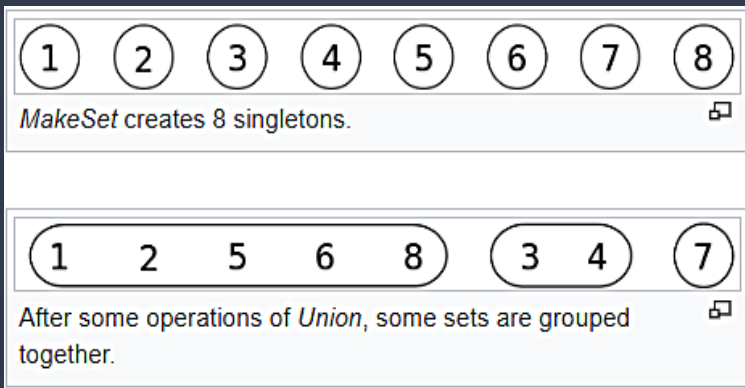 1 2 3 4 5 6 7 8
MakeSet creates 8 singletons.
1 2 5 6 8 3 4 7
After some operations of Union, some sets are grouped
together.